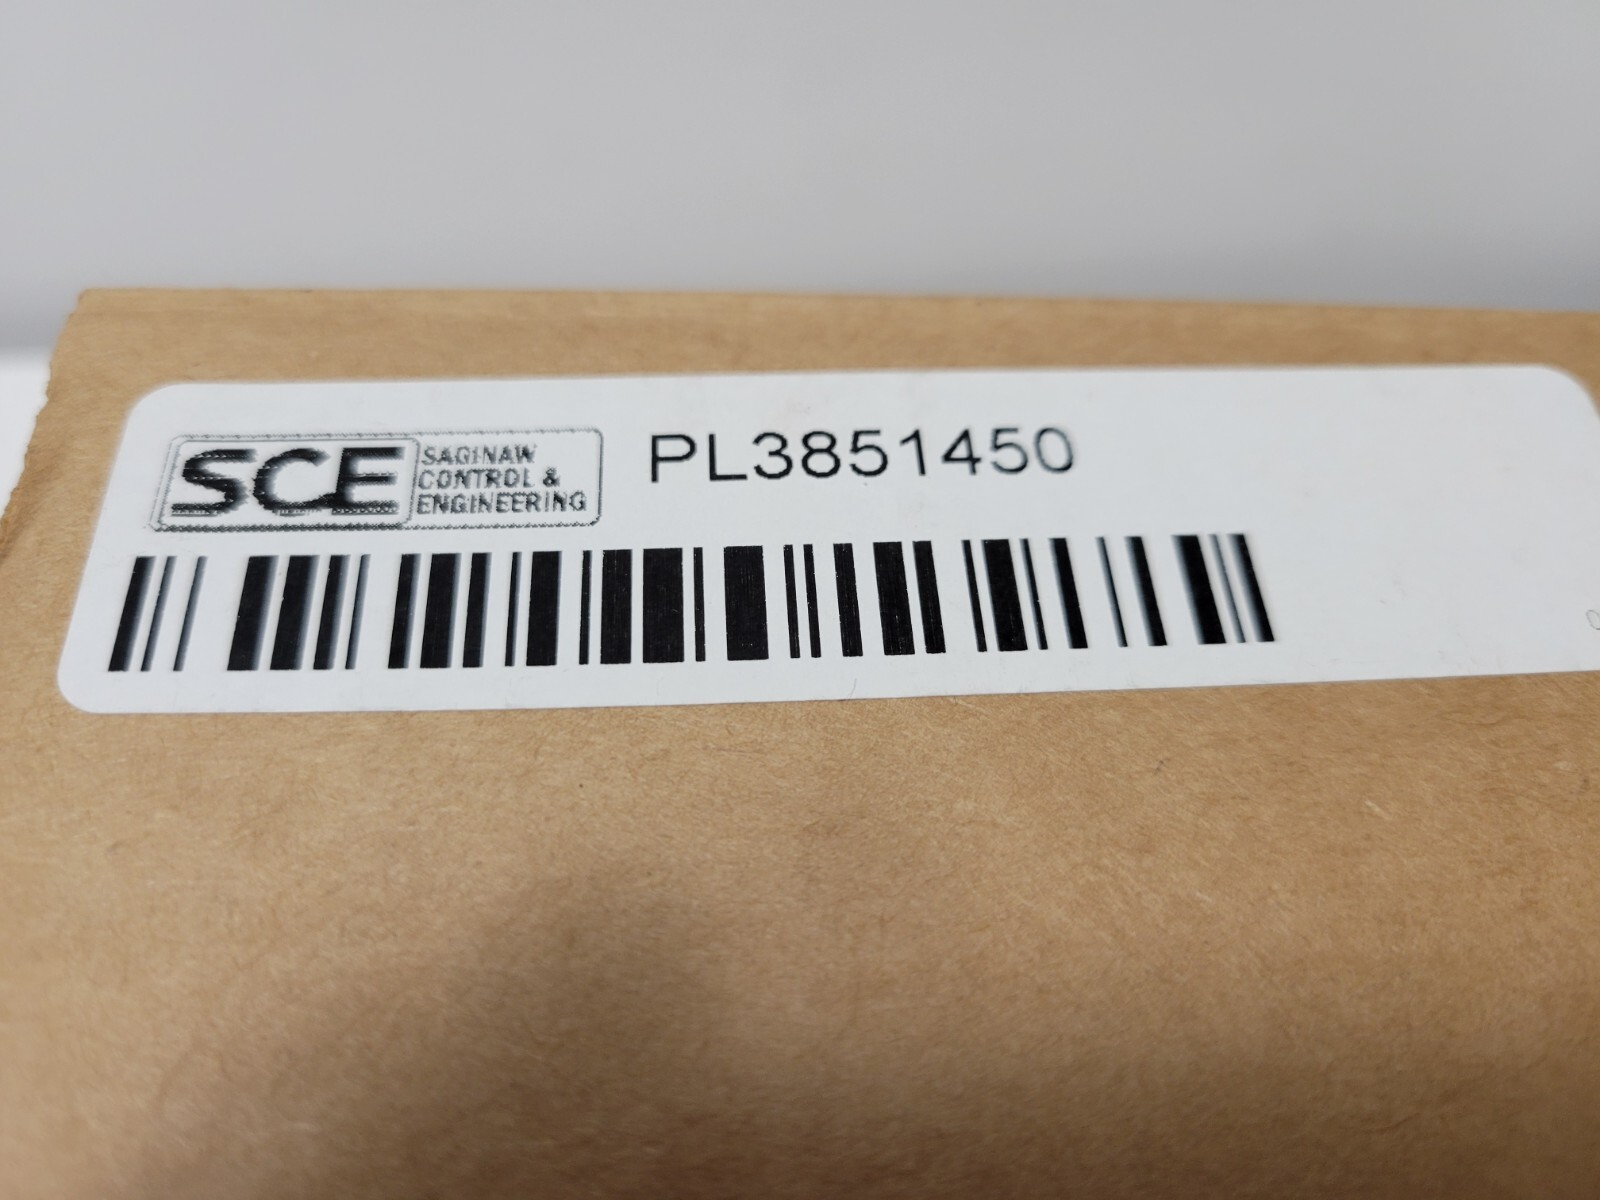 SCE
SAGINAW
CONTROL &
ENGINEERING
PL3851450